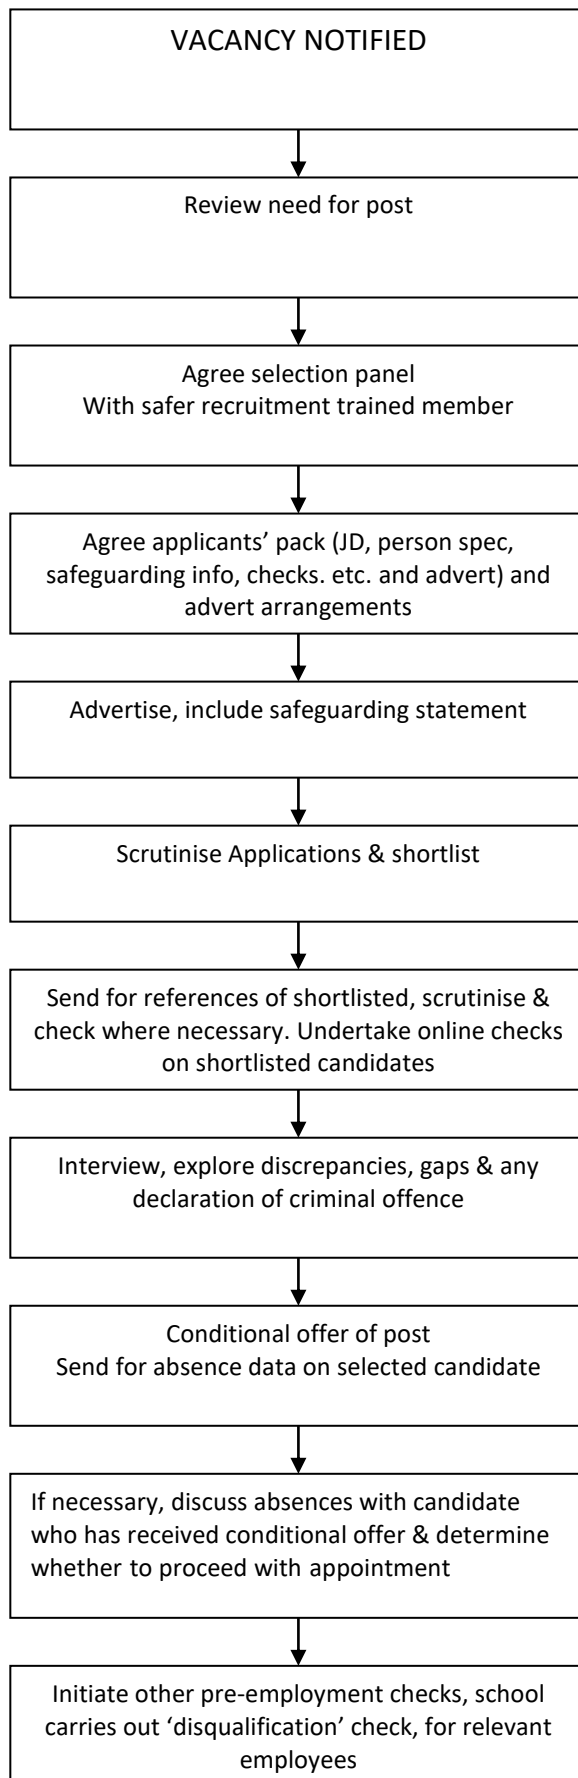 VACANCY NOTIFIED
Review need for post
Agree selection panel
With safer recruitment trained member
Agree applicants’ pack (JD, person spec,
safeguarding info, checks. etc. and advert) and
advert arrangements
Advertise, include safeguarding statement
Scrutinise Applications & shortlist
Send for references of shortlisted, scrutinise &
check where necessary. Undertake online checks
on shortlisted candidates
Interview, explore discrepancies, gaps & any
declaration of criminal offence
Conditional offer of post
Send for absence data on selected candidate
If necessary, discuss absences with candidate
who has received conditional offer & determine
whether to proceed with appointment
Initiate other pre-employment checks, school
carries out ‘disqualification’ check, for relevant
employees